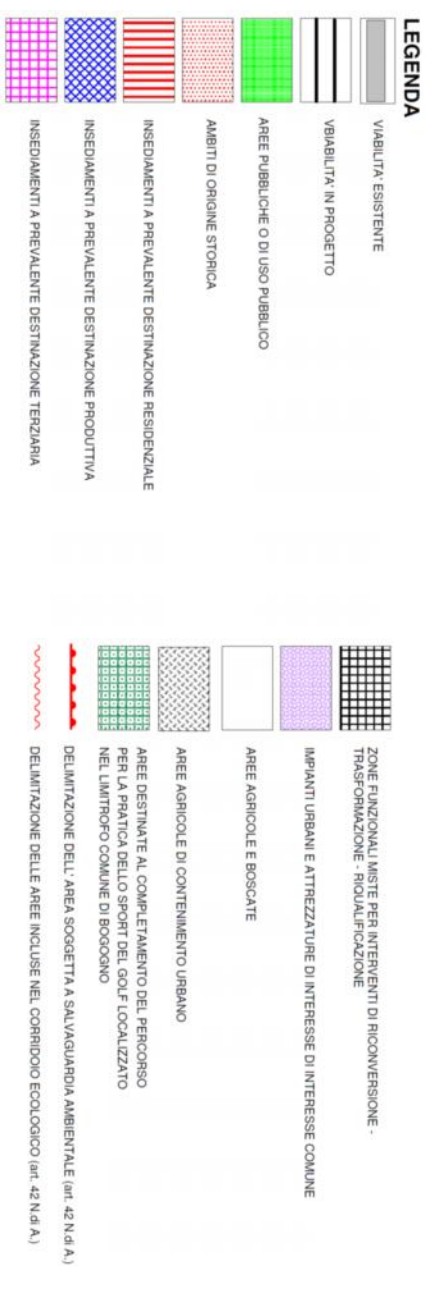 LEGENDA
VIABILITA' ESISTENTE
VBIABILITA' IN PROGETTO
AREE PUBBLICHE O DI USO PUBBLICO
AMBITI DI ORIGINE STORICA
INSEDIAMENTI A PREVALENTE DESTINAZIONE RESIDENZIALE
INSEDIAMENTI A PREVALENTE DESTINAZIONE PRODUTTIVA
INSEDIAMENTI A PREVALENTE DESTINAZIONE TERZIARIA
ZONE FUNZIONALI MISTE PER INTERVENTI DI RICONVERSIONE -
TRASFORMAZIONE - RIQUALIFICAZIONE
IMPIANTI URBANI E ATTREZZATURE DI INTERESSE DI INTERESSE COMUNE
AREE AGRICOLE E BOSCATE
AREE AGRICOLE DI CONTENIMENTO URBANO
AREE DESTINATE AL COMPLETAMENTO DEL PERCORSO
PER LA PRATICA DELLO SPORT DEL GOLF LOCALIZZATO
NEL LIMITROFO COMUNE DI BOGOGNO
DELIMITAZIONE DELL' AREA SOGGETTA A SALVAGUARDIA AMBIENTALE (art. 42 N.di A.)
DELIMITAZIONE DELLE AREE INCLUSE NEL CORRIDOIO ECOLOGICO (art. 42 N.di A.)